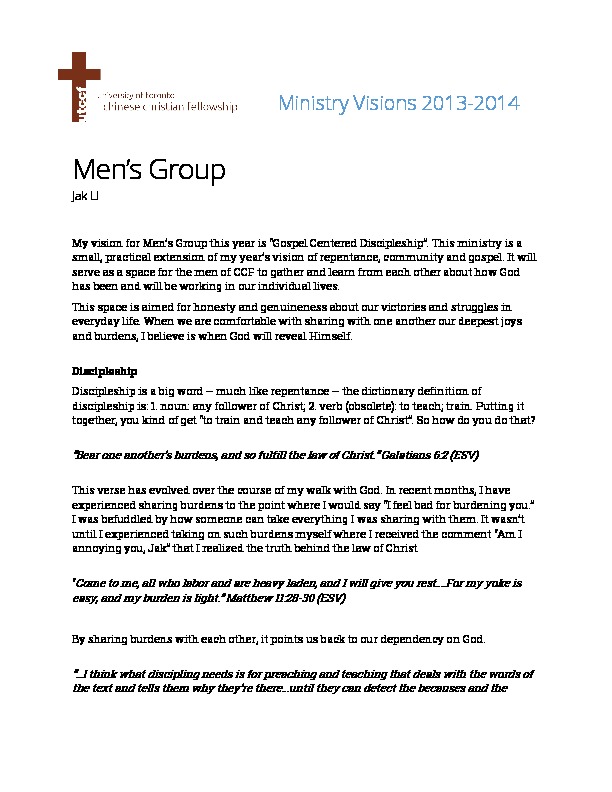 utccf
university of toronto
chinese christian fellowship
Ministry Visions 2013-2014
Men's Group
Jak Li
My vision for Men's Group this year is "Gospel Centered Discipleship". This ministry is a
small, practical extension of my year's vision of repentance, community and gospel. It will
serve as a space for the men of CCF to gather and learn from each other about how God
has been and will be working in our individual lives.
This space is aimed for honesty and genuineness about our victories and struggles in
everyday life. When we are comfortable with sharing with one another our deepest joys
and burdens, I believe is when God will reveal Himself.
Discipleship
Discipleship is a big word – much like repentance – the dictionary definition of
discipleship is: 1. noun: any follower of Christ; 2. verb (obsolete): to teach; train. Putting it
together, you kind of get "to train and teach any follower of Christ". So how do you do that?
"Bear one another's burdens, and so fulfill the law of Christ." Galatians 6:2 (ESV)
This verse has evolved over the course of my walk with God. In recent months, I have
experienced sharing burdens to the point where I would say "I feel bad for burdening you."
I was befuddled by how someone can take everything I was sharing with them. It wasn't
until I experienced taking on such burdens myself where I received the comment "Am I
annoying you, Jak" that I realized the truth behind the law of Christ
"Come to me, all who labor and are heavy laden, and I will give you rest....For my yoke is
easy, and my burden is light." Matthew 11:28-30 (ESV)
By sharing burdens with each other, it points us back to our dependency on God.
"...I think what discipling needs is for preaching and teaching that deals with the words of
the text and tells them why they're there...until they can detect the becauses and the